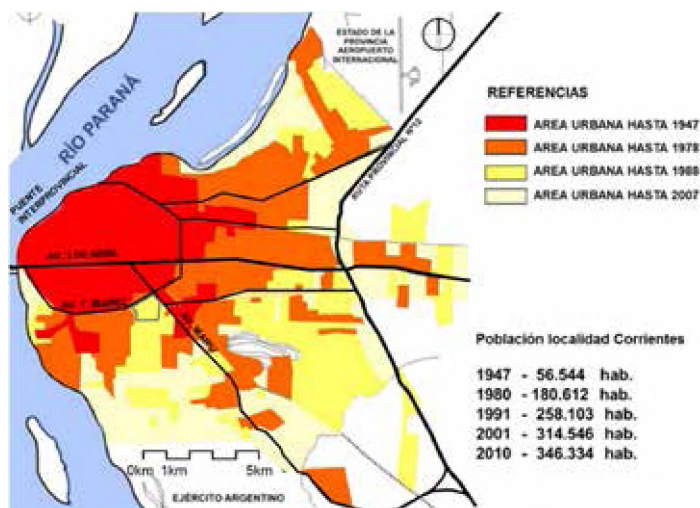 ESTADO DE LA
PROVINCIA
AEROPUERTO
INTERNACIONAL
RÍO PARANÀ
PUENTE
INTERPROVINCIAL
RUTA PROVINCIAL Nº12
REFERENCIAS
AREA URBANA HASTA 1947
AREA URBANA HASTA 1978
AREA URBANA HASTA 1988
AREA URBANA HASTA 2007
Población localidad Corrientes
1947 - 56.544 hab.
1980 - 180.612 hab.
1991 - 258.103 hab.
2001 - 314.546 hab.
2010 - 346.334 hab.
0km 1km 5km
EJÉRCITO ARGENTINO